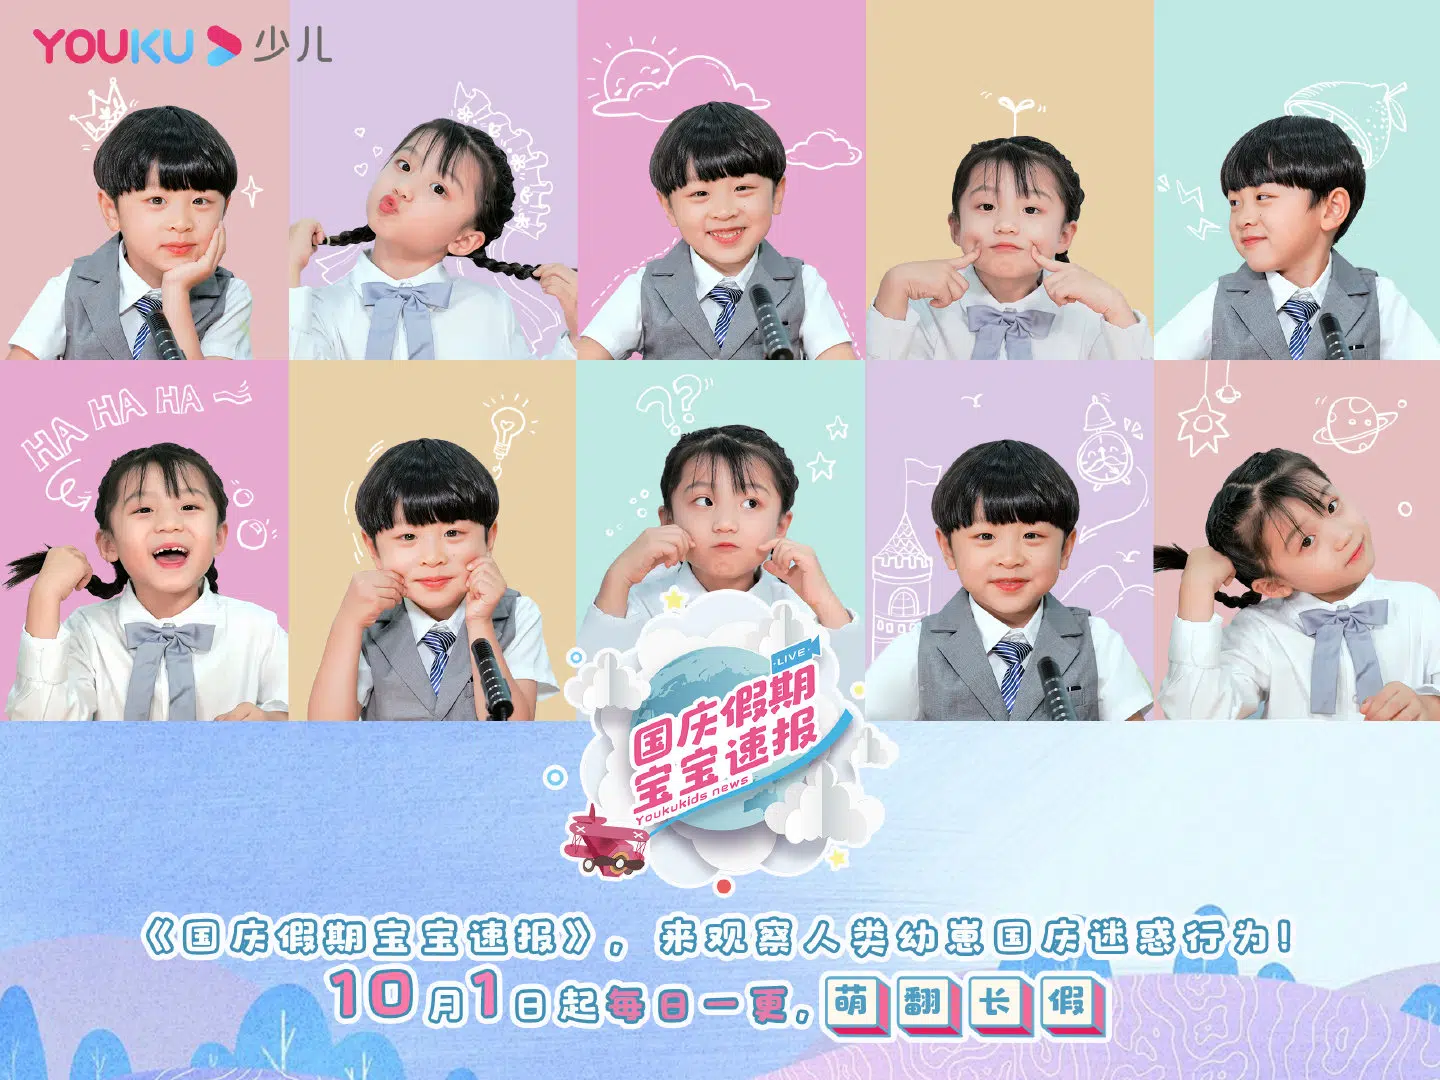 YOUKU 少儿
HA HA HA
??
LIVE
国庆假期
宝宝速报
Youkukids news
《国庆假期宝宝速报》，来观察人类幼崽国庆迷惑行为！
10月1日起每日一更，萌翻长假